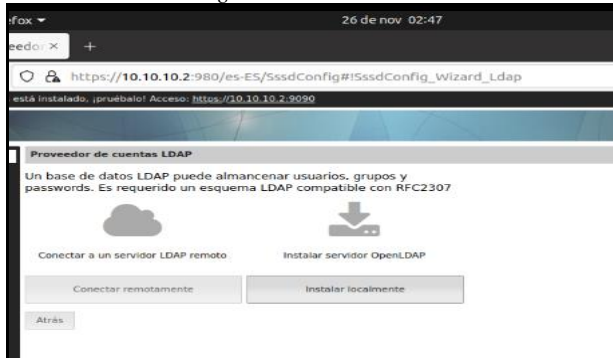 efox
26 de nov 02:47
eedor × +
https://10.10.10.2:980/es-ES/SssdConfig#!SssdConfig_Wizard_Ldap
está instalado, ¡pruébalo! Acceso: https://10.10.10.2:9090
Proveedor de cuentas LDAP
Un base de datos LDAP puede almancenar usuarios, grupos y
passwords. Es requerido un esquema LDAP compatible con RFC2307
Conectar a un servidor LDAP remoto
Instalar servidor OpenLDAP
Conectar remotamente
Instalar localmente
Atrás